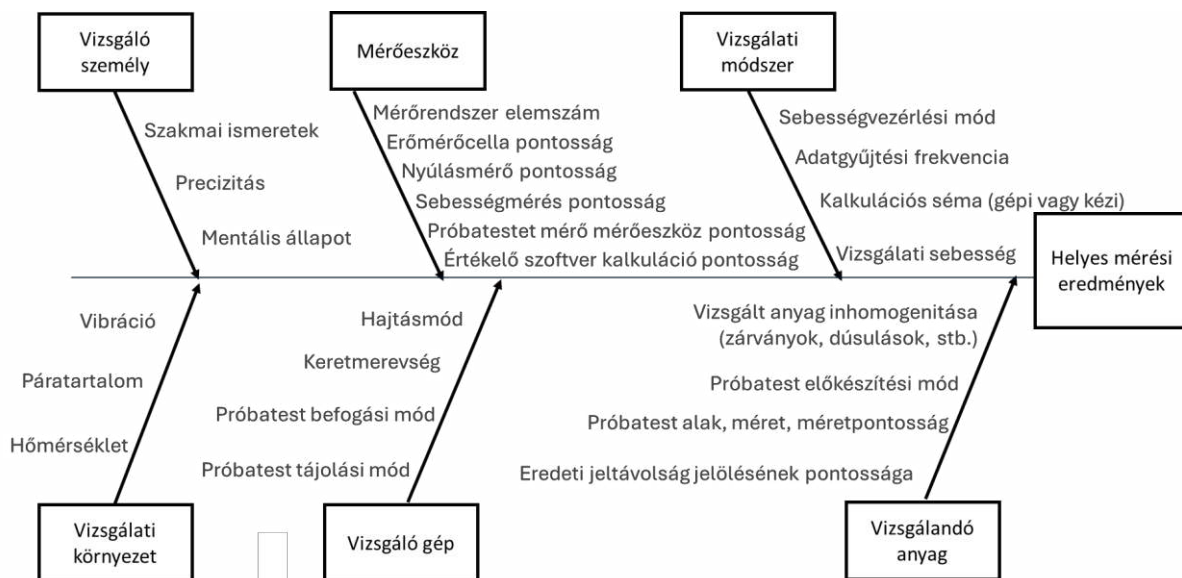 Vizsgáló
személy
Mérőeszköz
Vizsgálati
módszer
Szakmai ismeretek
Precizitás
Mentális állapot
Mérőrendszer elemszám
Erőmérőcella pontosság
Nyúlásmérő pontosság
Sebességmérés pontosság
Próbatestet mérő mérőeszköz pontosság
Értékelő szoftver kalkuláció pontosság
Sebességvezérlési mód
Adatgyűjtési frekvencia
Kalkulációs séma (gépi vagy kézi)
Vizsgálati sebesség
Helyes mérési
eredmények
Vibráció
Páratartalom
Hőmérséklet
Hajtásmód
Keretmerevség
Próbatest befogási mód
Próbatest tájolási mód
Vizsgált anyag inhomogenitása
(zárványok, dúsulások, stb.)
Próbatest előkészítési mód
Próbatest alak, méret, méretpontosság
Eredeti jeltávolság jelölésének pontossága
Vizsgálati
környezet
Vizsgáló gép
Vizsgálandó
anyag